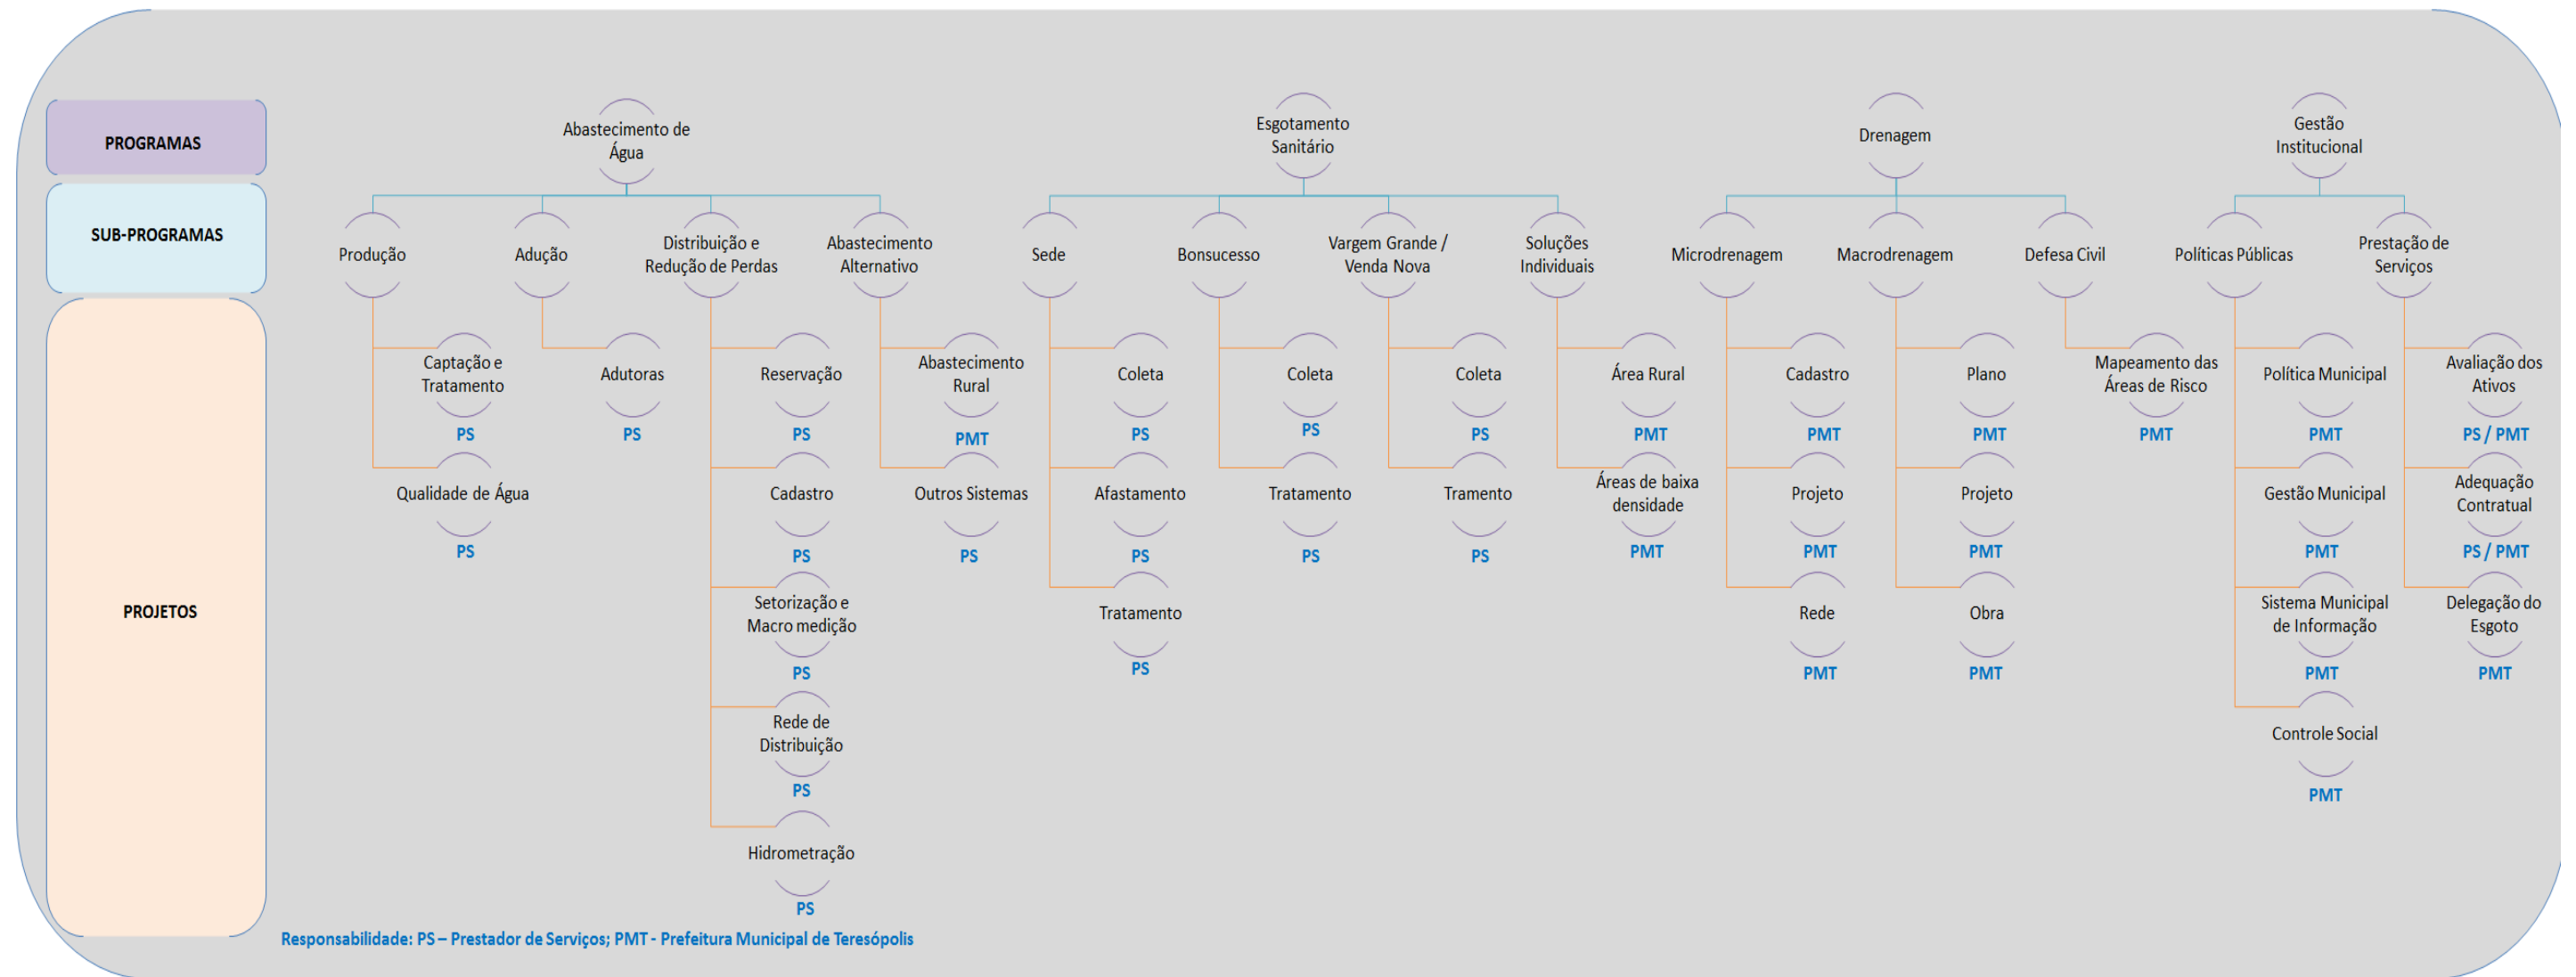 PROGRAMAS
Abastecimento de
Água
Esgotamento
Sanitário
Drenagem
Gestão
Institucional
SUB-PROGRAMAS
Produção
Adução
Distribuição e
Redução de Perdas
Abastecimento
Alternativo
Sede
Bonsucesso
Vargem Grande /
Venda Nova
Soluções
Individuais
Microdrenagem
Macrodrenagem
Defesa Civil
Políticas Públicas
Prestação de
Serviços
PROJETOS
Captação e
Tratamento
PS
Qualidade de Água
PS
Adutoras
PS
Reservação
PS
Cadastro
PS
Setorização e
Macro medição
PS
Rede de
Distribuição
PS
Hidrometração
PS
Abastecimento
Rural
PMT
Outros Sistemas
PS
Coleta
PS
Afastamento
PS
Tratamento
PS
Coleta
PS
Tratamento
PS
Coleta
PS
Tramento
PS
Área Rural
PMT
Áreas de baixa
densidade
PMT
Cadastro
PMT
Projeto
PMT
Rede
PMT
Plano
PMT
Projeto
PMT
Obra
PMT
Mapeamento das
Áreas de Risco
PMT
Política Municipal
PMT
Gestão Municipal
PMT
Sistema Municipal
de Informação
PMT
Controle Social
PMT
Avaliação dos
Ativos
PS / PMT
Adequação
Contratual
PS / PMT
Delegação do
Esgoto
PMT
Responsabilidade: PS – Prestador de Serviços; PMT - Prefeitura Municipal de Teresópolis